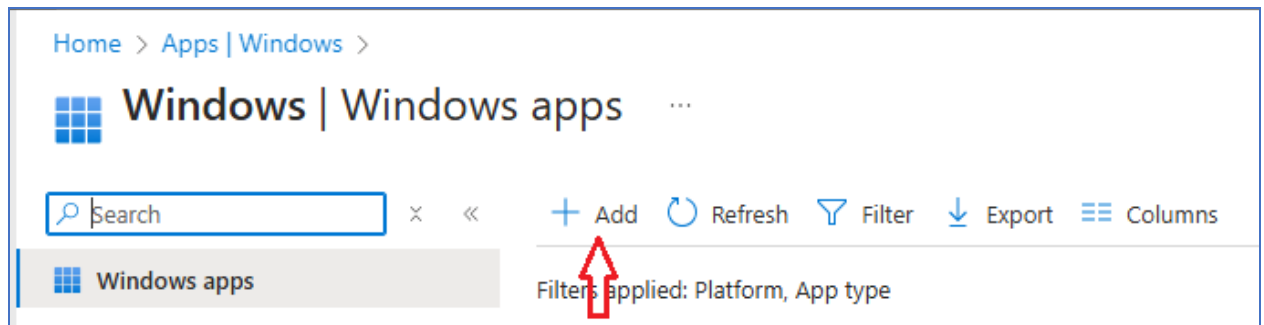 Home > Apps | Windows >
Windows | Windows apps ...
Search
Add Refresh Filter Export Columns
Windows apps
Filters applied: Platform, App type